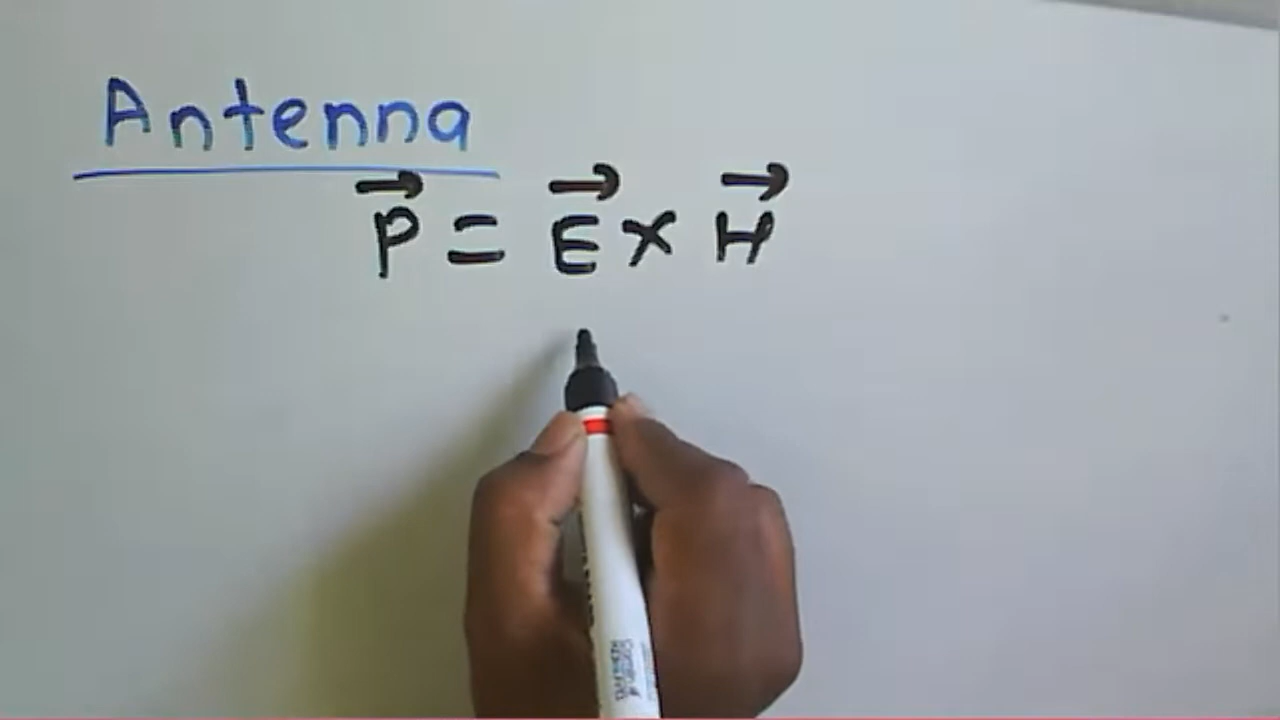 Antenna
P⃗ = E⃗ × H⃗